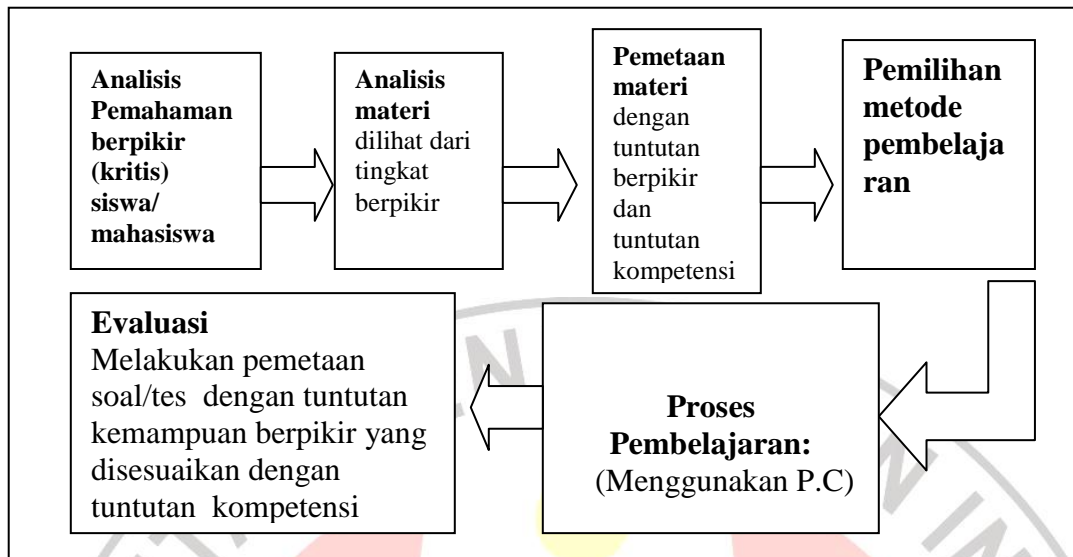 Analisis
Pemahaman
berpikir
(kritis)
siswa/
mahasiswa
Analisis
materi
dilihat dari
tingkat
berpikir
Pemetaan
materi
dengan
tuntutan
berpikir
dan
tuntutan
kompetensi
Pemilihan
metode
pembelaja
ran
Evaluasi
Melakukan pemetaan
soal/tes dengan tuntutan
kemampuan berpikir yang
disesuaikan dengan
tuntutan kompetensi
Proses
Pembelajaran:
(Menggunakan P.C)